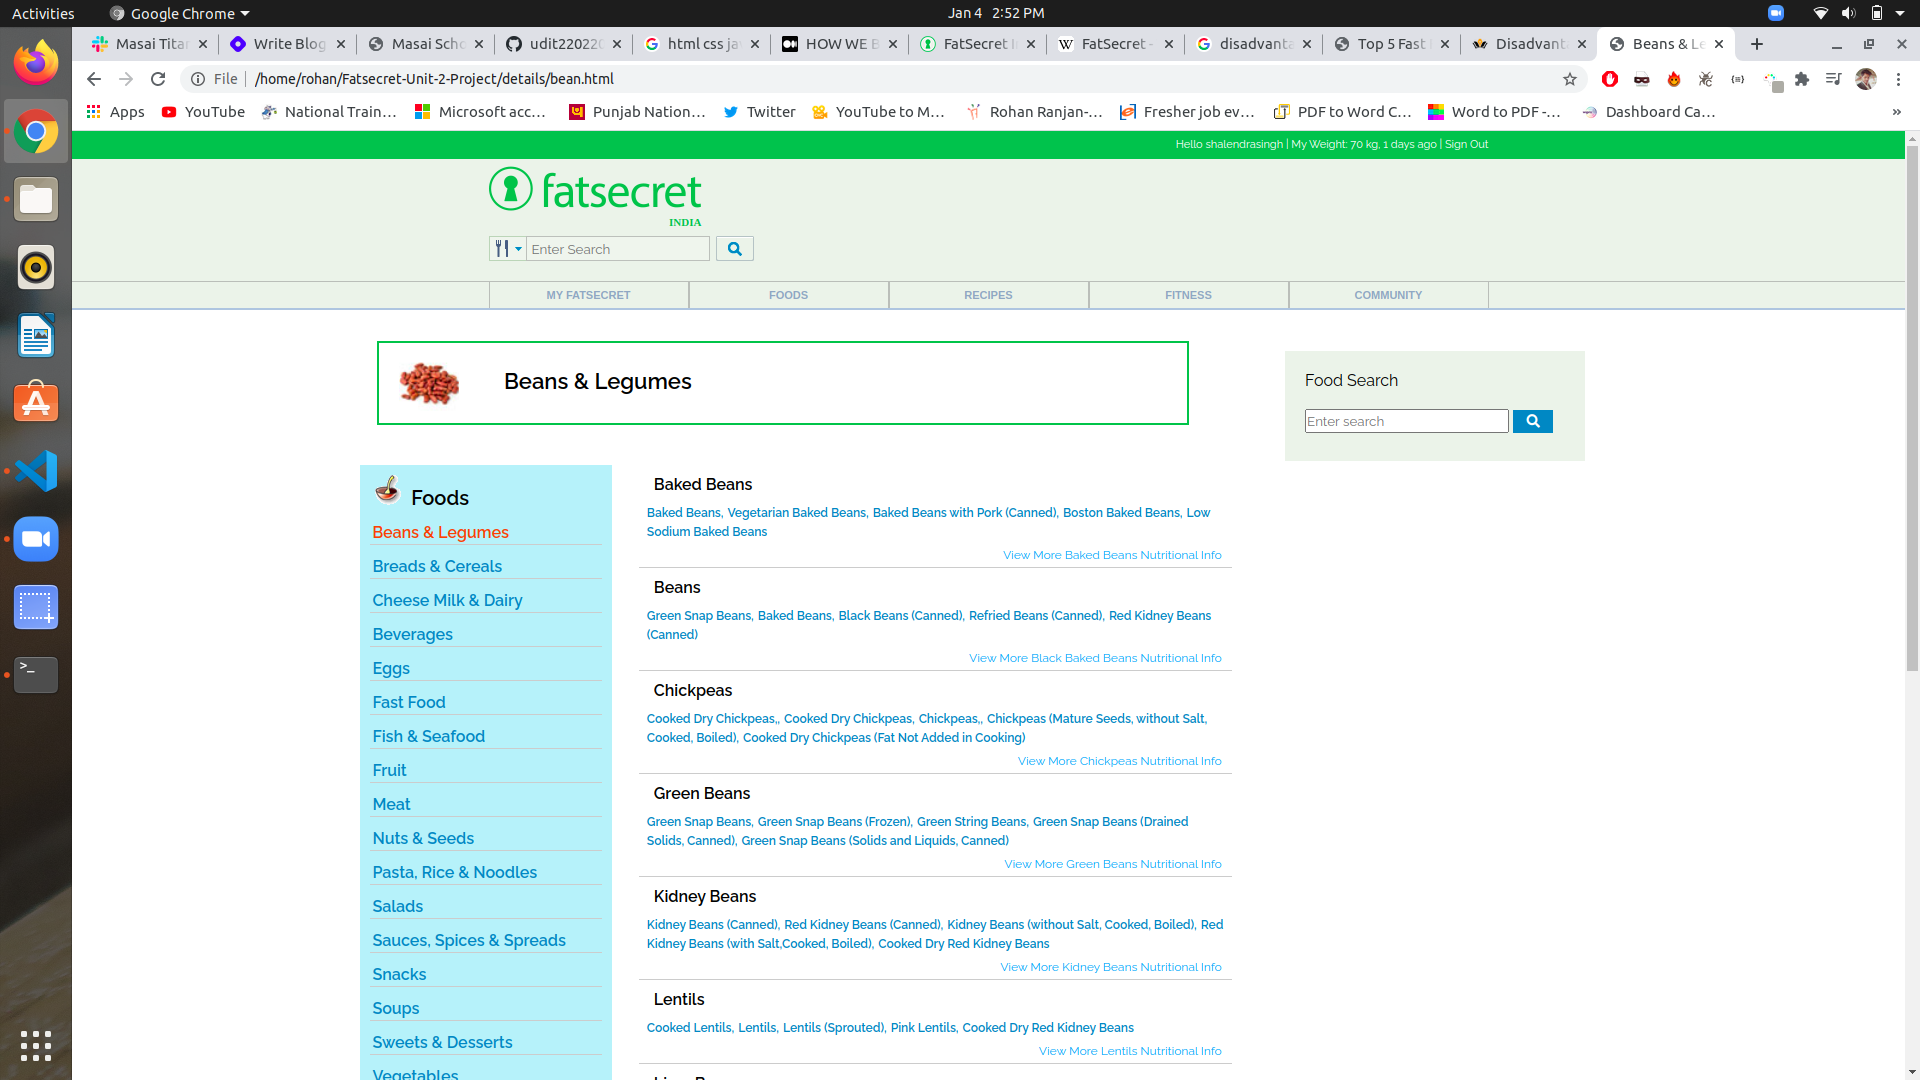 Activities
Google Chrome
Jan 4 2:52 PM
Masai Titan
Write Blog
Masai Scho
udit220220
html css ja
HOW WE B
FatSecret I
FatSecret -
disadvanta
Top 5 Fast
Disadvant
Beans & Le
File
/home/rohan/Fatsecret-Unit-2-Project/details/bean.html
Apps
YouTube
National Train...
Microsoft acc...
Punjab Nation...
Twitter
YouTube to M...
Rohan Ranjan-...
Fresher job ev...
PDF to Word C...
Word to PDF -...
Dashboard Ca...
»
Hello shalendrasingh | My Weight: 70 kg, 1 days ago | Sign Out
fatsecret
INDIA
Enter Search
MY FATSECRET
FOODS
RECIPES
FITNESS
COMMUNITY
Beans & Legumes
Food Search
Enter search
Foods
Beans & Legumes
Breads & Cereals
Cheese Milk & Dairy
Beverages
Eggs
Fast Food
Fish & Seafood
Fruit
Meat
Nuts & Seeds
Pasta, Rice & Noodles
Salads
Sauces, Spices & Spreads
Snacks
Soups
Sweets & Desserts
Vegetables
Baked Beans
Baked Beans, Vegetarian Baked Beans, Baked Beans with Pork (Canned), Boston Baked Beans, Low
Sodium Baked Beans
View More Baked Beans Nutritional Info
Beans
Green Snap Beans, Baked Beans, Black Beans (Canned), Refried Beans (Canned), Red Kidney Beans
(Canned)
View More Black Baked Beans Nutritional Info
Chickpeas
Cooked Dry Chickpeas,, Cooked Dry Chickpeas, Chickpeas,, Chickpeas (Mature Seeds, without Salt,
Cooked, Boiled), Cooked Dry Chickpeas (Fat Not Added in Cooking)
View More Chickpeas Nutritional Info
Green Beans
Green Snap Beans, Green Snap Beans (Frozen), Green String Beans, Green Snap Beans (Drained
Solids, Canned), Green Snap Beans (Solids and Liquids, Canned)
View More Green Beans Nutritional Info
Kidney Beans
Kidney Beans (Canned), Red Kidney Beans (Canned), Kidney Beans (without Salt, Cooked, Boiled), Red
Kidney Beans (with Salt,Cooked, Boiled), Cooked Dry Red Kidney Beans
View More Kidney Beans Nutritional Info
Lentils
Cooked Lentils, Lentils, Lentils (Sprouted), Pink Lentils, Cooked Dry Red Kidney Beans
View More Lentils Nutritional Info